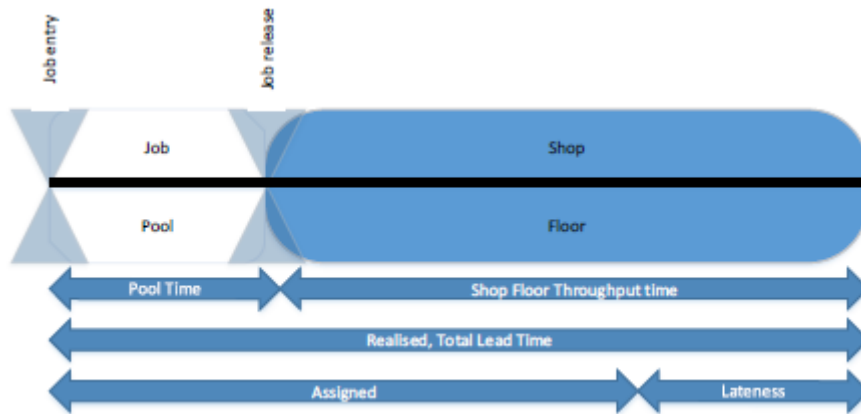 Job entry
Job release
Job
Shop
Pool
Floor
Pool Time
Shop Floor Throughput time
Realised, Total Lead Time
Assigned
Lateness